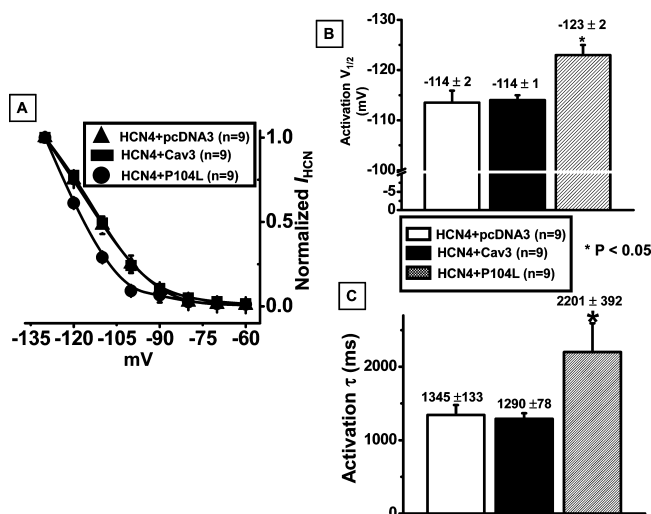 A
HCN4+pcDNA3 (n=9)
HCN4+Cav3 (n=9)
HCN4+P104L (n=9)
1.0
0.5
0.0
Normalized I_HCN
-135 -120 -105 -90 -75 -60
mV
B
-123 ± 2
*
-114 ± 2
-114 ± 1
-130
-125
-120
-115
-110
-100
-5
0
Activation V1/2
(mV)
HCN4+pcDNA3 (n=9)
HCN4+Cav3 (n=9)
HCN4+P104L (n=9)
* P < 0.05
C
2201 ± 392
*
1345 ±133
1290 ±78
2000
1000
0
Activation τ (ms)